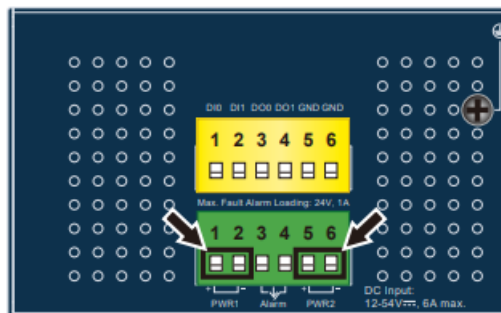 DI0 DI1 DO0 DO1 GND GND
1 2 3 4 5 6
Max. Fault Alarm Loading: 24V, 1A
1 2 3 4 5 6
+ - + -
PWR1 Alarm PWR2
DC Input:
12-54V⎓, 6A max.